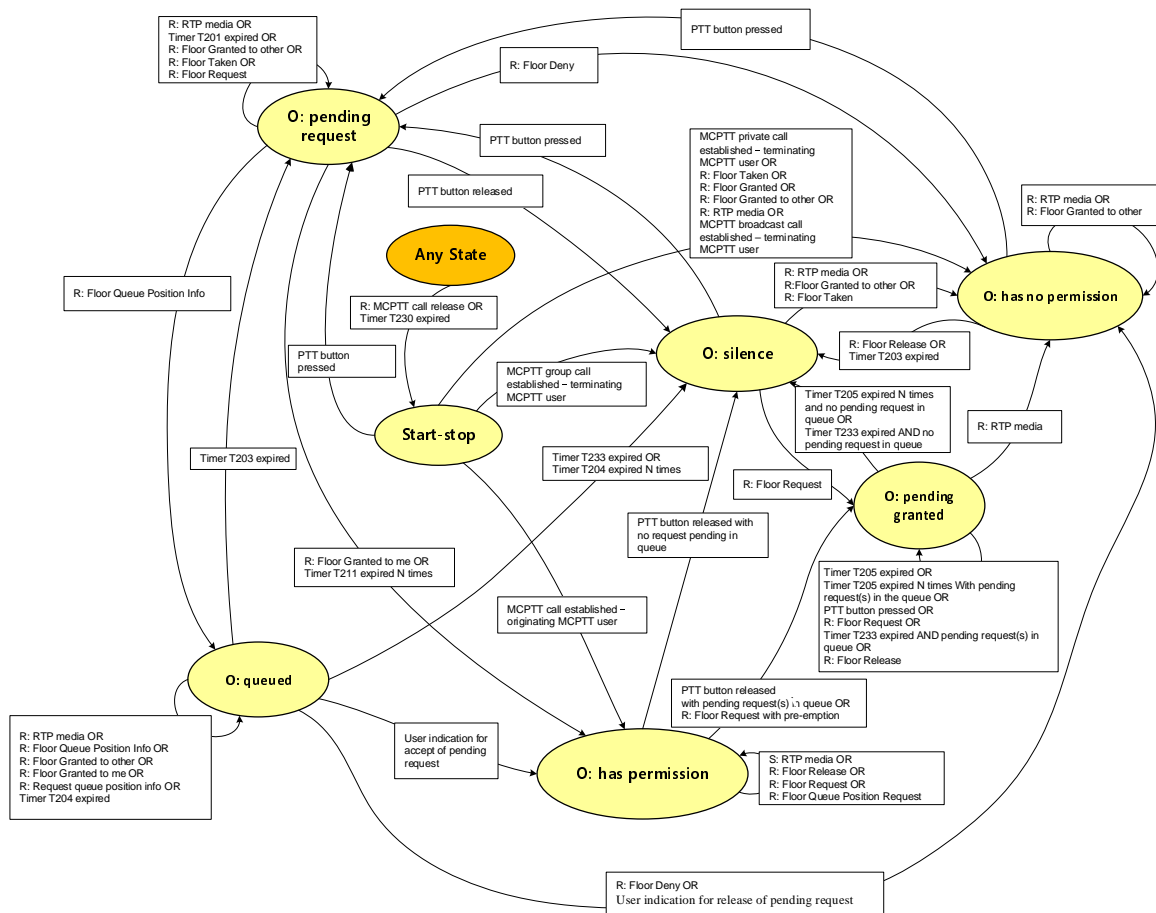 R: RTP media OR
Timer T201 expired OR
R: Floor Granted to other OR
R: Floor Taken OR
R: Floor Request
PTT button pressed
R: Floor Deny
O: pending
request
PTT button pressed
MCPTT private call
established – terminating
MCPTT user OR
R: Floor Taken OR
R: Floor Granted OR
R: Floor Granted to other OR
R: RTP media OR
MCPTT broadcast call
established – terminating
MCPTT user
PTT button released
R: RTP media OR
R: Floor Granted to other
Any State
R: Floor Queue Position Info
R: RTP media OR
R:Floor Granted to other OR
R: Floor Taken
O: has no permission
R: MCPTT call release OR
Timer T230 expired
PTT button
pressed
O: silence
R: Floor Release OR
Timer T203 expired
MCPTT group call
established – terminating
MCPTT user
Timer T205 expired N times
and no pending request in
queue OR
Timer T233 expired AND no
pending request in queue
R: RTP media
Start-stop
Timer T203 expired
Timer T233 expired OR
Timer T204 expired N times
R: Floor Request
O: pending
granted
PTT button released with
no request pending in
queue
R: Floor Granted to me OR
Timer T211 expired N times
Timer T205 expired OR
Timer T205 expired N times With pending
request(s) in the queue OR
PTT button pressed OR
R: Floor Request OR
Timer T233 expired AND pending request(s) in
queue OR
R: Floor Release
MCPTT call established –
originating MCPTT user
O: queued
PTT button released
with pending request(s) in queue OR
R: Floor Request with pre-emption
R: RTP media OR
R: Floor Queue Position Info OR
R: Floor Granted to other OR
R: Floor Granted to me OR
R: Request queue position info OR
Timer T204 expired
User indication for
accept of pending
request
O: has permission
S: RTP media OR
R: Floor Release OR
R: Floor Request OR
R: Floor Queue Position Request
R: Floor Deny OR
User indication for release of pending request